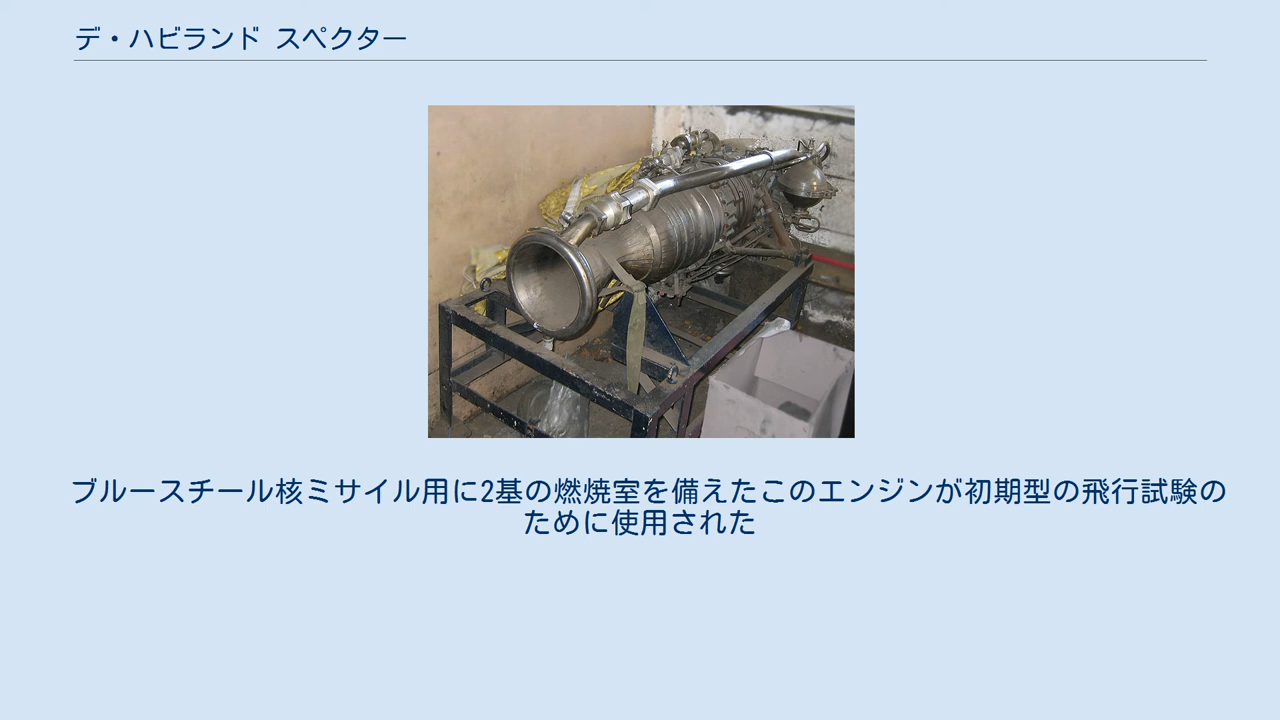 デ・ハビランド スペクター
ブルースチール核ミサイル用に2基の燃焼室を備えたこのエンジンが初期型の飛行試験の
ために使用された